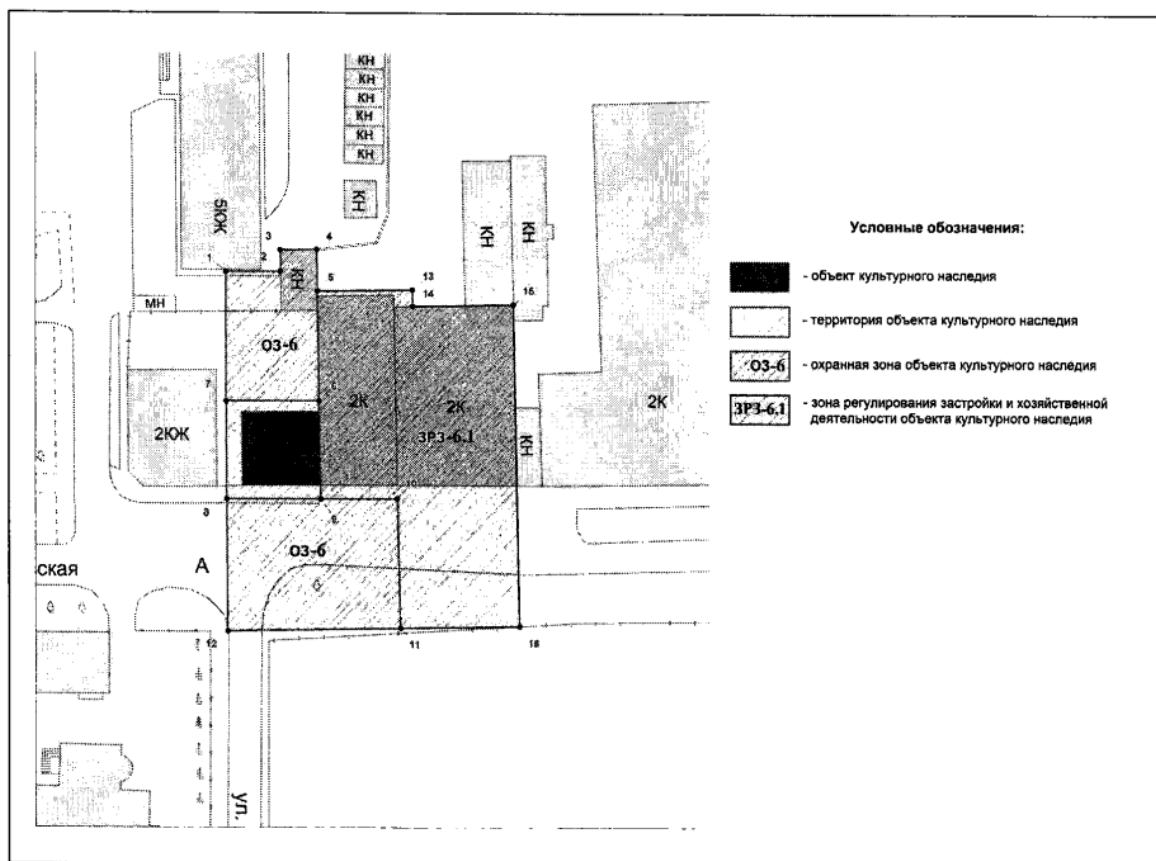 КН
КН
КН
КН
КН
КН
КН
5КЖ
КН
КН
3
4
1
2
КН
5
13
14
15
МН
ОЗ-6
7
6
2КЖ
2К
2К
2К
ЗРЗ-6.1
КН
10
8
9
ОЗ-6
ская
А
12
11
16
ул.
Условные обозначения:
- объект культурного наследия
- территория объекта культурного наследия
ОЗ-6
- охранная зона объекта культурного наследия
ЗРЗ-6.1
- зона регулирования застройки и хозяйственной
деятельности объекта культурного наследия